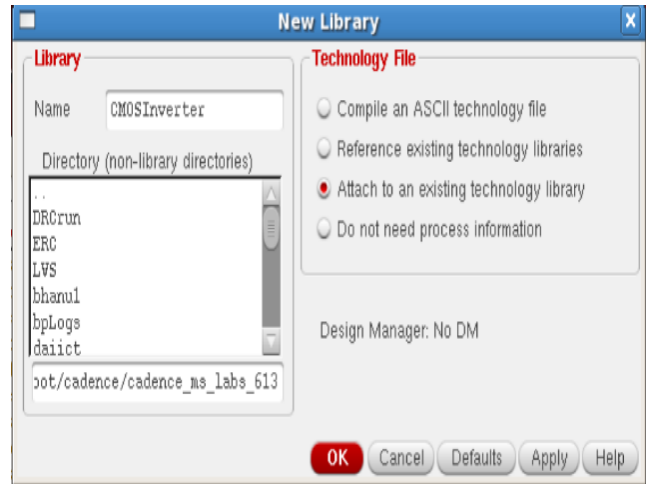 New Library
Library
Name CMOSInverter
Directory (non-library directories)
..
DRCrun
ERC
LVS
bhanu1
bpLogs
daiict
oot/cadence/cadence_ms_labs_613
Technology File
Compile an ASCII technology file
Reference existing technology libraries
Attach to an existing technology library
Do not need process information
Design Manager: No DM
OK Cancel Defaults Apply Help